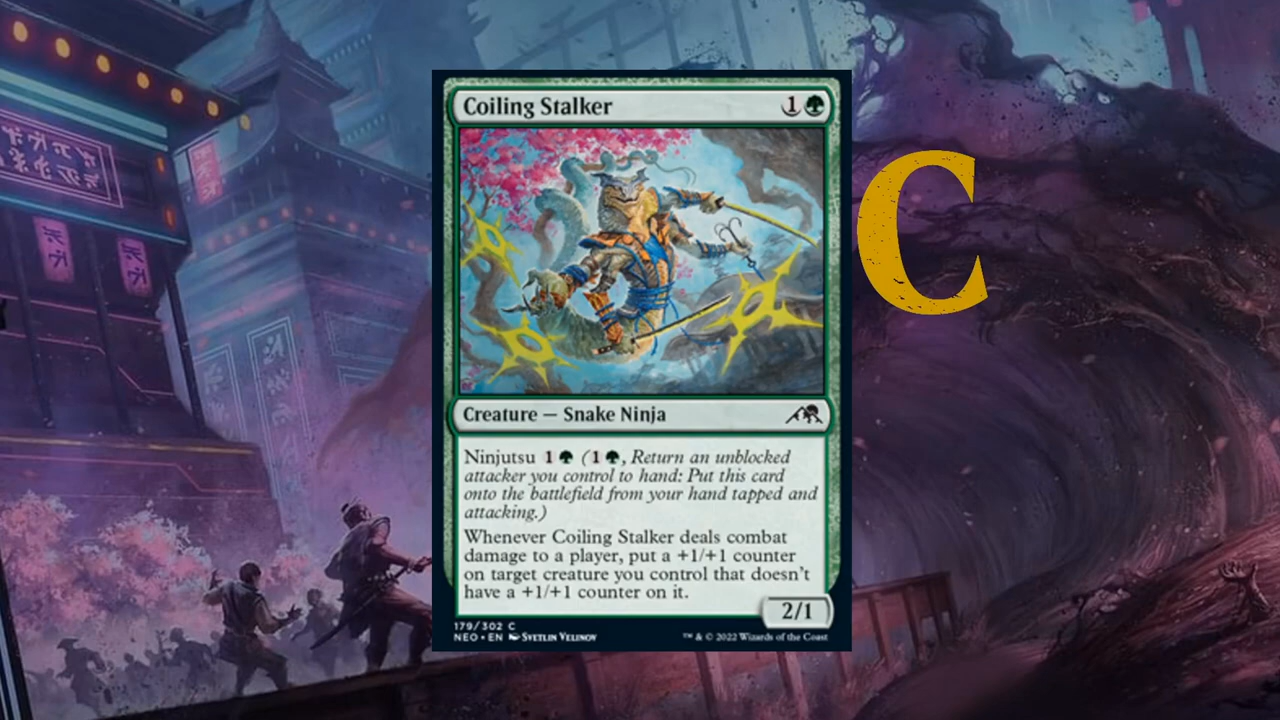 Coiling Stalker 1
C
Creature — Snake Ninja
Ninjutsu 1 (1, Return an unblocked
attacker you control to hand: Put this card
onto the battlefield from your hand tapped and
attacking.)
Whenever Coiling Stalker deals combat
damage to a player, put a +1/+1 counter
on target creature you control that doesn't
have a +1/+1 counter on it.
2/1
179/302 C
NEO • EN Svetlin Velinov
™ & © 2022 Wizards of the Coast